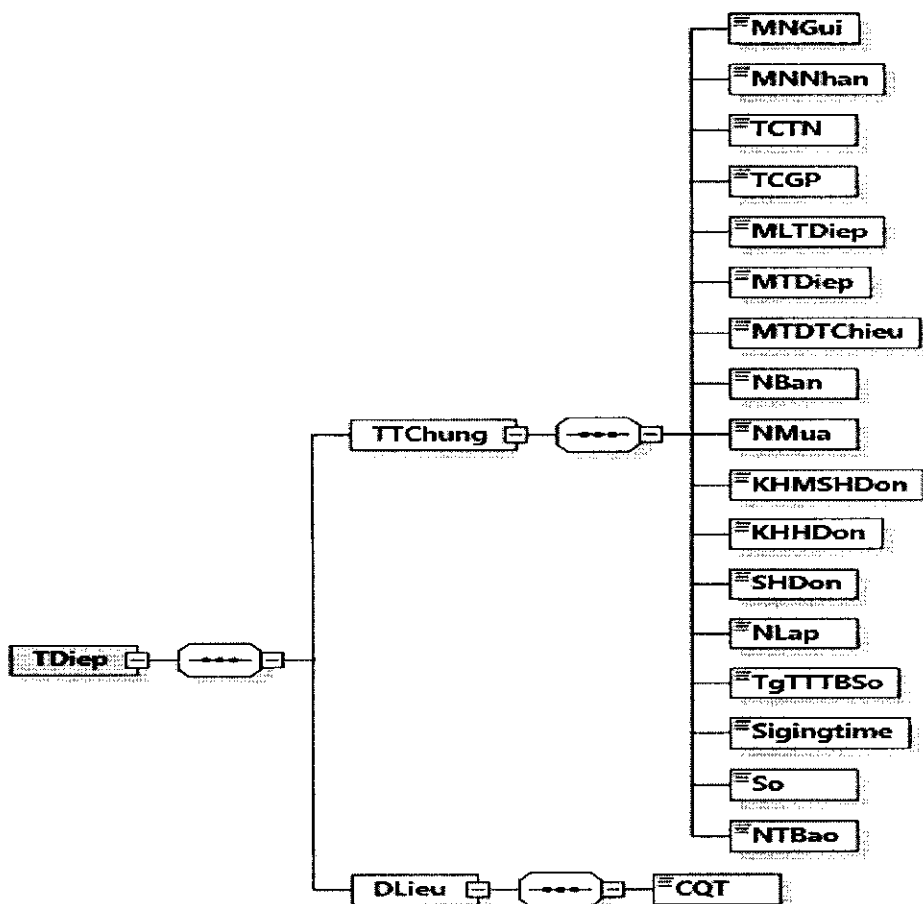 MNGui
MNNhan
TCTN
TCGP
MLTDiep
MTDiep
MTDTChieu
NBan
TTChung
NMua
KHMSHDon
KHHDon
SHDon
NLap
TDiep
TgTTTBSo
Sigingtime
So
NTBao
DLieu
CQT